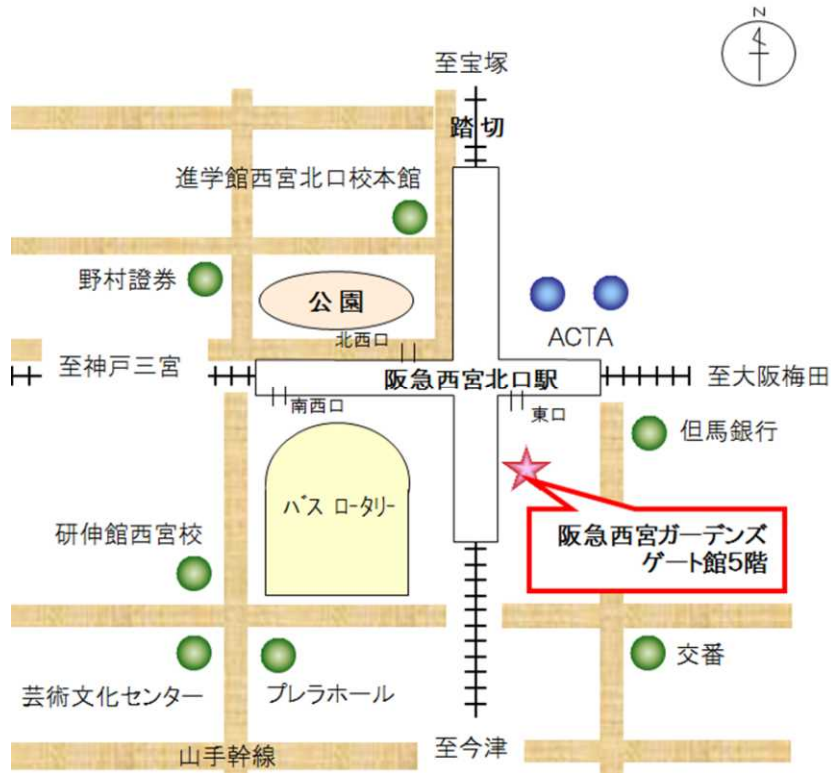 N
至宝塚
踏切
進学館西宮北口校本館
野村證券
公園
北西口
ACTA
至神戸三宮
阪急西宮北口駅
至大阪梅田
南西口
東口
但馬銀行
バス ロータリー
阪急西宮ガーデンズ
ゲート館5階
研伸館西宮校
芸術文化センター
プレラホール
交番
山手幹線
至今津